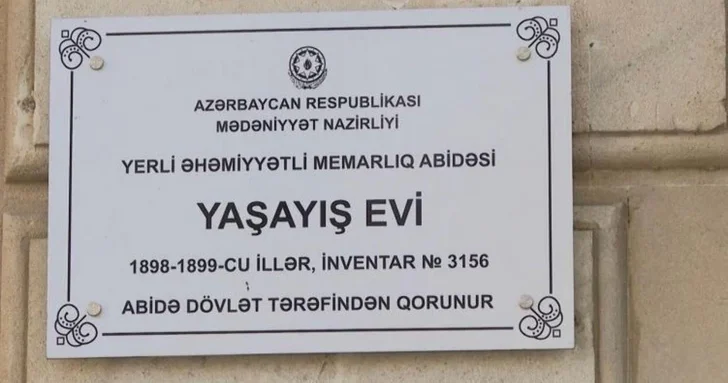 AZƏRBAYCAN RESPUBLİKASI
MƏDƏNİYYƏT NAZİRLİYİ
YERLİ ƏHƏMİYYƏTLİ MEMARLIQ ABİDƏSİ
YAŞAYIŞ EVİ
1898-1899-CU İLLƏR, İNVENTAR № 3156
ABİDƏ DÖVLƏT TƏRƏFİNDƏN QORUNUR